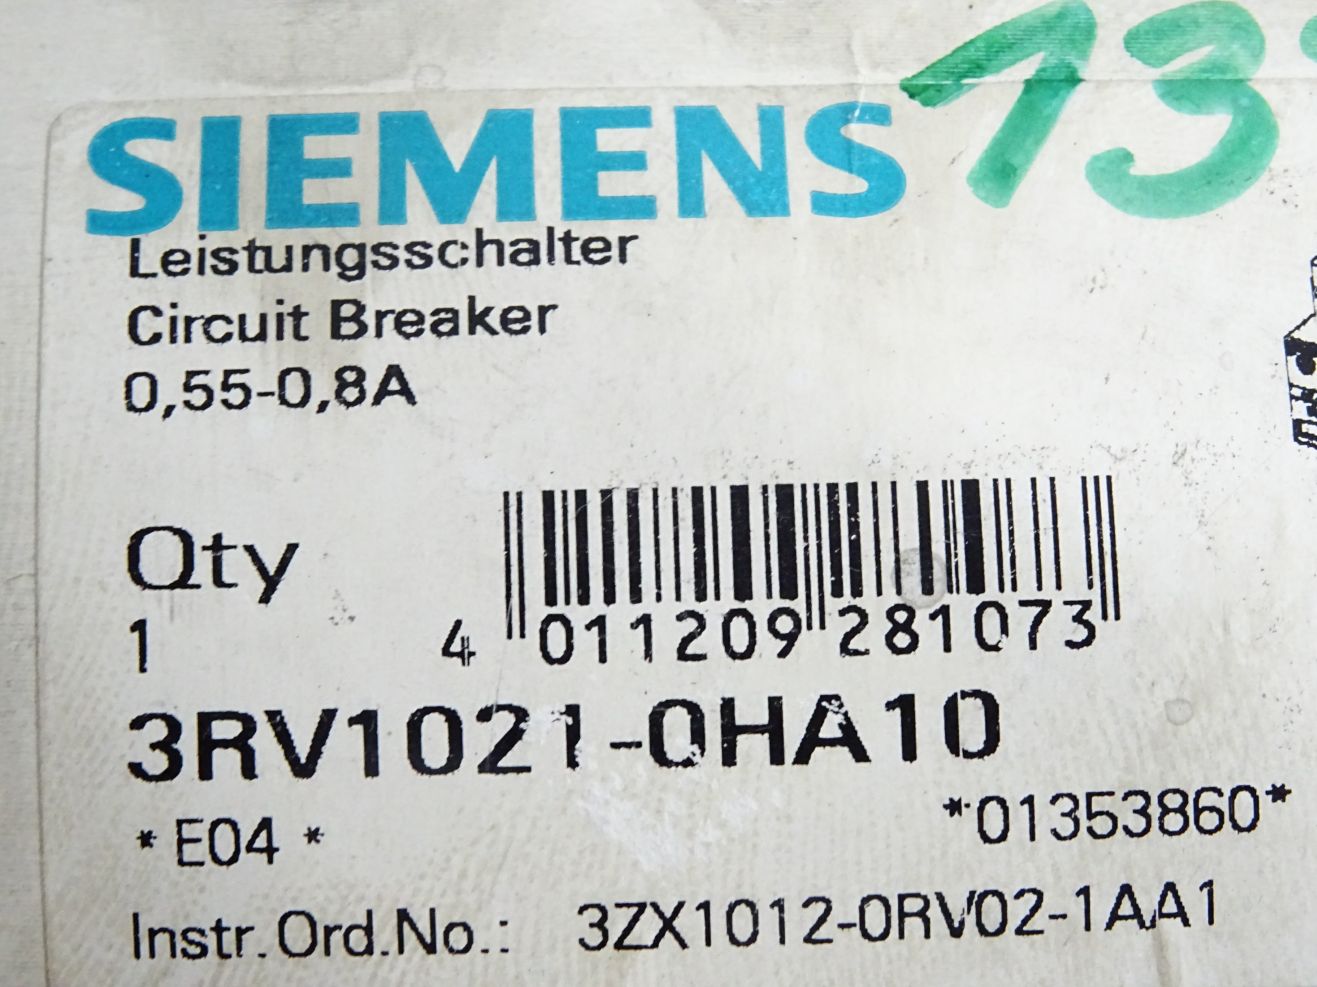 13
SIEMENS
Leistungsschalter
Circuit Breaker
0,55-0,8A
Qty
1
4 011209 281073
3RV1021-0HA10
*E04* *01353860*
Instr.Ord.No.: 3ZX1012-0RV02-1AA1